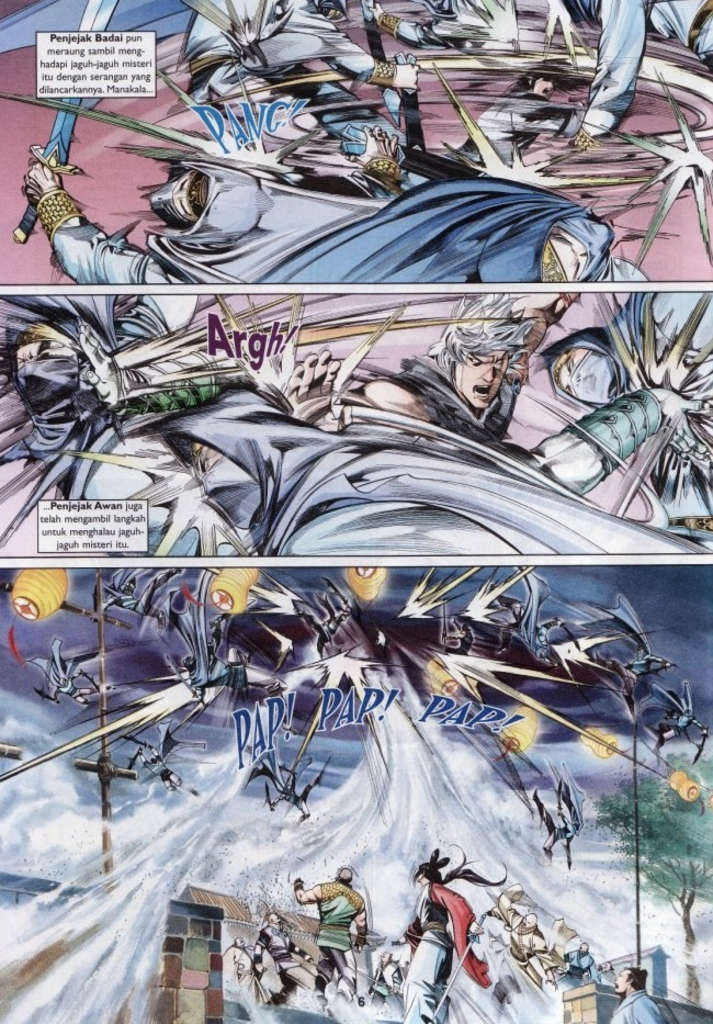 Penjejak Badai pun
meraung sambil meng-
hadapi jaguh-jaguh misteri
itu dengan serangan yang
dilancarkannya. Manakala...
PANG!
Argh!
...Penjejak Awan juga
telah mengambil langkah
untuk menghalau jaguh-
jaguh misteri itu.
PAP! PAP! PAP!
6